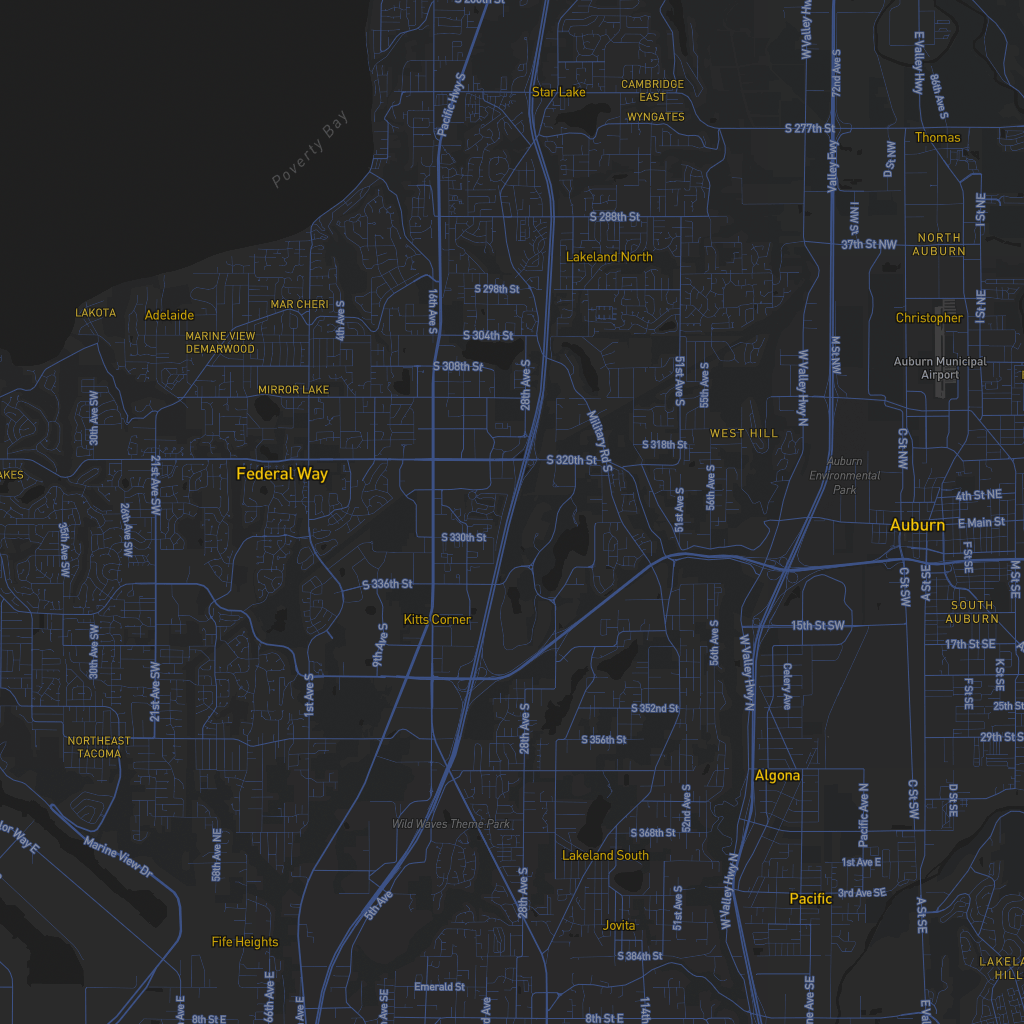 Star Lake
CAMBRIDGE
EAST
WYNGATES
W Valley Hwy
72nd Ave S
E Valley Hwy
86th Ave S
Pacific Hwy S
Poverty Bay
S 277th St
Thomas
Valley Fwy
D St NW
I St NE
S 288th St
I NW St
37th St NW
NORTH
AUBURN
Lakeland North
S 298th St
16th Ave S
MAR CHERI
4th Ave S
LAKOTA
Adelaide
MARINE VIEW
DEMARWOOD
S 304th St
I St NE
Christopher
M St NW
Auburn Municipal
Airport
S 308th St
28th Ave S
51st Ave S
55th Ave S
W Valley Hwy N
MIRROR LAKE
30th Ave SW
Military Rd S
WEST HILL
S 318th St
C St NW
S 320th St
Auburn
Environmental
Park
Federal Way
21st Ave SW
56th Ave S
51st Ave S
4th St NE
E Main St
Auburn
35th Ave SW
26th Ave SW
S 330th St
F St SE
S 336th St
C St SW
A St SE
M St SE
SOUTH
AUBURN
Kitts Corner
15th St SW
9th Ave S
30th Ave SW
56th Ave S
W Valley Hwy N
17th St SE
K St SE
21st Ave SW
1st Ave S
Celery Ave
F St SE
S 352nd St
28th Ave S
NORTHEAST
TACOMA
S 356th St
Algona
52nd Ave S
Pacific Ave N
C St SW
D St SE
Wild Waves Theme Park
Marine View Dr
58th Ave NE
S 368th St
Lakeland South
1st Ave E
W Valley Hwy N
3rd Ave SE
Pacific
5th Ave
28th Ave S
51st Ave S
A St SE
Jovita
Fife Heights
S 384th St
Emerald St
66th Ave E
8th St E
8th St E